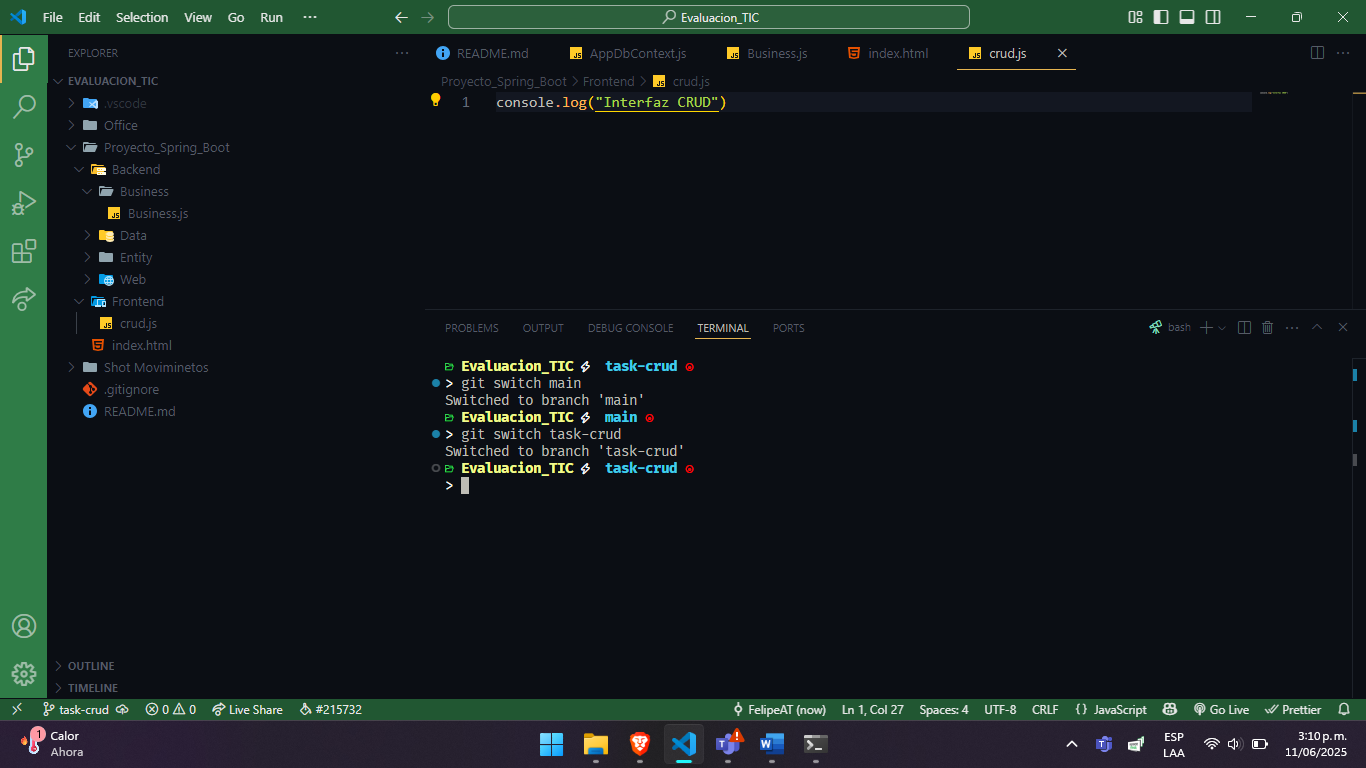 File Edit Selection View Go Run ··· Evaluacion_TIC
EXPLORER
EVALUACION_TIC
.vscode
Office
Proyecto_Spring_Boot
Backend
Business
Business.js
Data
Entity
Web
Frontend
crud.js
index.html
Shot Moviminetos
.gitignore
README.md
OUTLINE
TIMELINE
README.md AppDbContext.js Business.js index.html crud.js
Proyecto_Spring_Boot > Frontend > crud.js
1 console.log("Interfaz CRUD")
PROBLEMS OUTPUT DEBUG CONSOLE TERMINAL PORTS bash
Evaluacion_TIC task-crud
> git switch main
Switched to branch 'main'
Evaluacion_TIC main
> git switch task-crud
Switched to branch 'task-crud'
Evaluacion_TIC task-crud
>
task-crud 0 0 Live Share #215732 FelipeAT (now) Ln 1, Col 27 Spaces: 4 UTF-8 CRLF {} JavaScript Go Live Prettier
1 Calor
Ahora
ESP
LAA
3:10 p. m.
11/06/2025